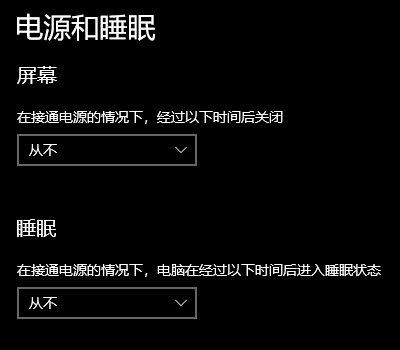 电源和睡眠
屏幕
在接通电源的情况下，经过以下时间后关闭
从不
睡眠
在接通电源的情况下，电脑在经过以下时间后进入睡眠状态
从不